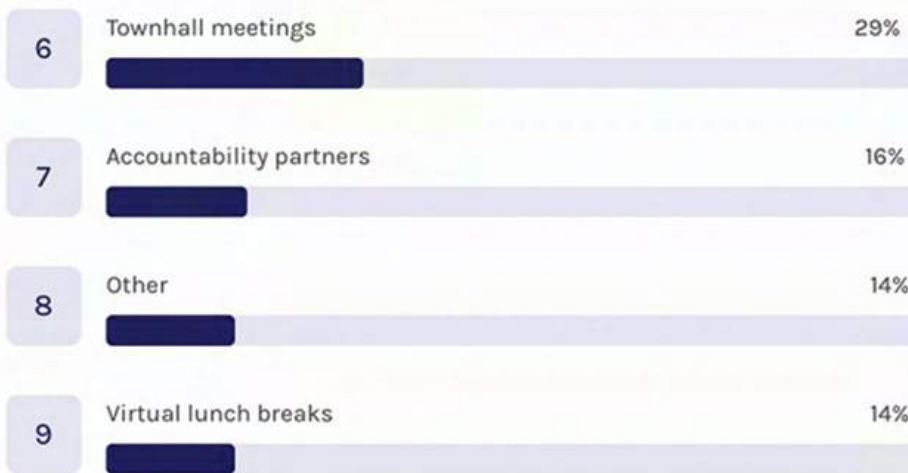 6 Townhall meetings 29%
7 Accountability partners 16%
8 Other 14%
9 Virtual lunch breaks 14%